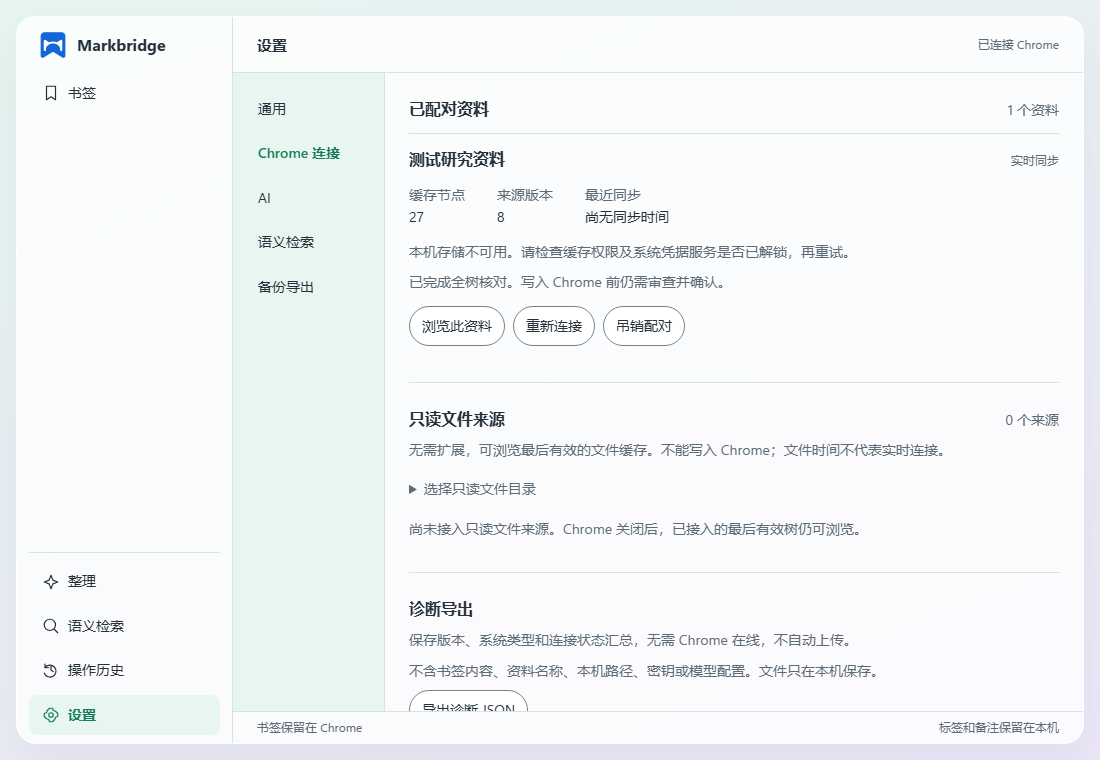 Markbridge
书签
整理
语义检索
操作历史
设置
设置
已连接 Chrome
通用
Chrome 连接
AI
语义检索
备份导出
已配对资料
1 个资料
测试研究资料
实时同步
缓存节点 来源版本 最近同步
27 8 尚无同步时间
本机存储不可用。请检查缓存权限及系统凭据服务是否已解锁，再重试。
已完成全树核对。写入 Chrome 前仍需审查并确认。
浏览此资料 重新连接 吊销配对
只读文件来源
0 个来源
无需扩展，可浏览最后有效的文件缓存。不能写入 Chrome；文件时间不代表实时连接。
选择只读文件目录
尚未接入只读文件来源。Chrome 关闭后，已接入的最后有效树仍可浏览。
诊断导出
保存版本、系统类型和连接状态汇总，无需 Chrome 在线，不自动上传。
不含书签内容、资料名称、本机路径、密钥或模型配置。文件只在本机保存。
导出诊断 JSON
书签保留在 Chrome
标签和备注保留在本机